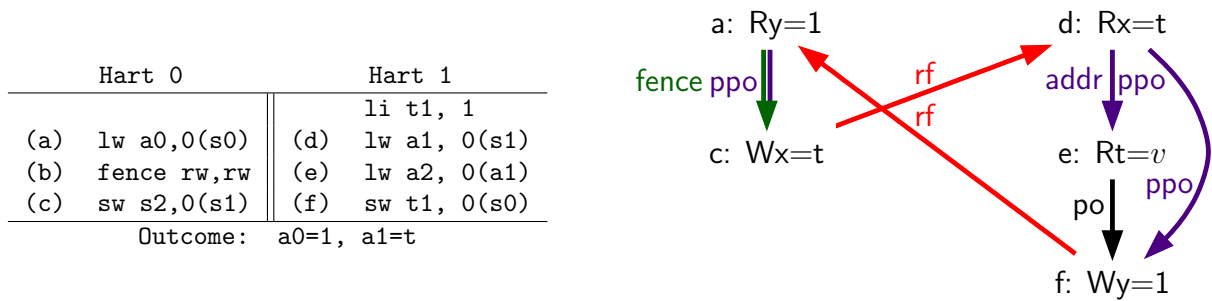 Hart 0 Hart 1
li t1, 1
(a) lw a0,0(s0) (d) lw a1, 0(s1)
(b) fence rw,rw (e) lw a2, 0(a1)
(c) sw s2,0(s1) (f) sw t1, 0(s0)
Outcome: a0=1, a1=t
a: Ry=1 d: Rx=t
fence ppo rf addr ppo
rf
c: Wx=t e: Rt=v
po ppo
f: Wy=1